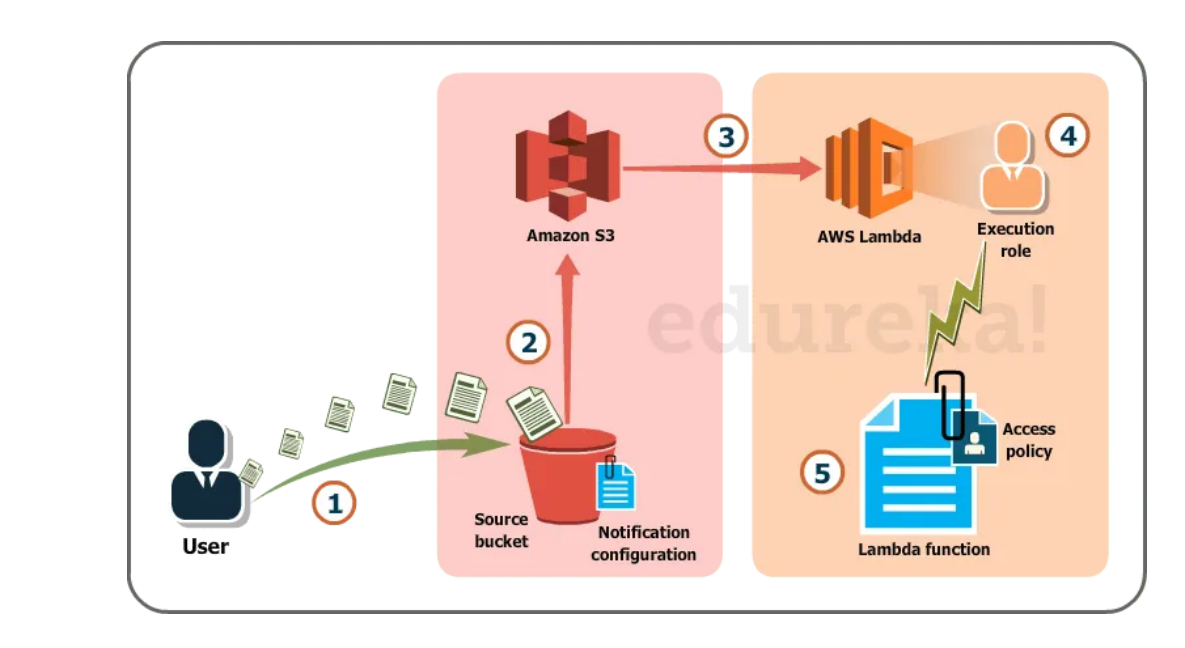 3
4
Amazon S3
AWS Lambda
Execution
role
edureka!
2
Access
policy
5
1
Source
bucket
Notification
configuration
User
Lambda function